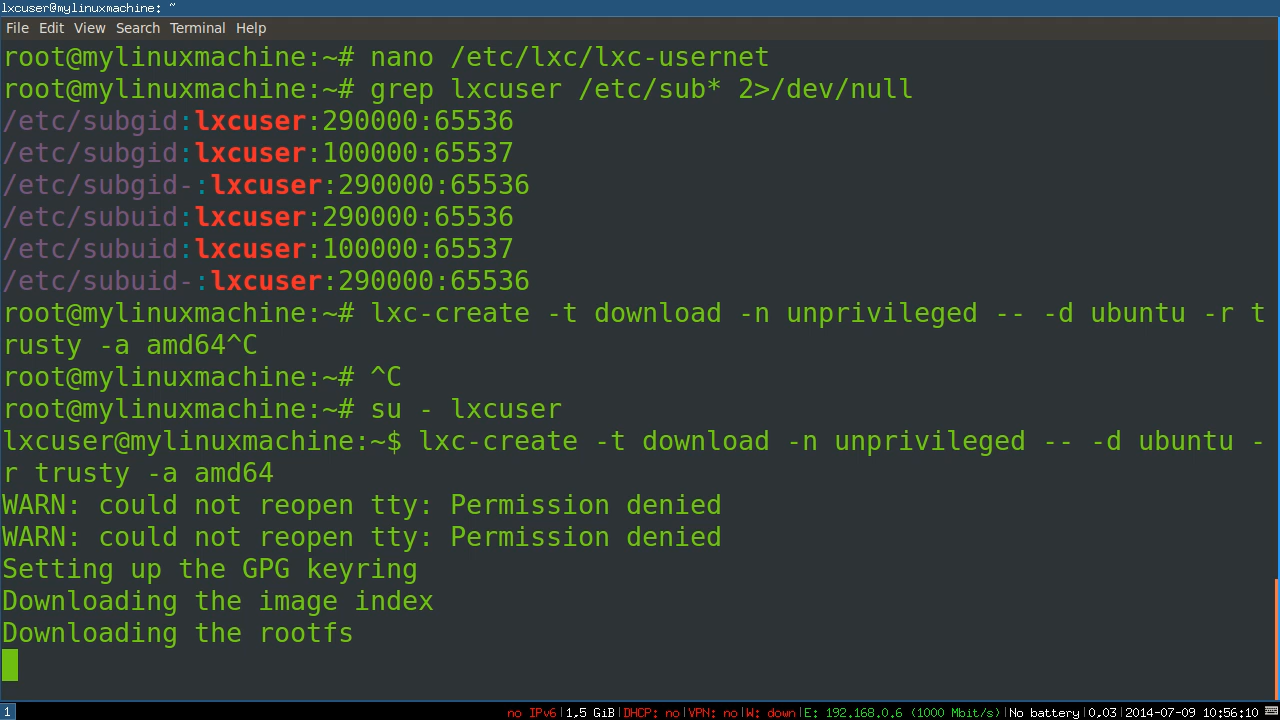 lxcuser@mylinuxmachine: ~
File Edit View Search Terminal Help
root@mylinuxmachine:~# nano /etc/lxc/lxc-usernet
root@mylinuxmachine:~# grep lxcuser /etc/sub* 2>/dev/null
/etc/subgid:lxcuser:290000:65536
/etc/subgid:lxcuser:100000:65537
/etc/subgid-:lxcuser:290000:65536
/etc/subuid:lxcuser:290000:65536
/etc/subuid:lxcuser:100000:65537
/etc/subuid-:lxcuser:290000:65536
root@mylinuxmachine:~# lxc-create -t download -n unprivileged -- -d ubuntu -r t
rusty -a amd64^C
root@mylinuxmachine:~# ^C
root@mylinuxmachine:~# su - lxcuser
lxcuser@mylinuxmachine:~$ lxc-create -t download -n unprivileged -- -d ubuntu -
r trusty -a amd64
WARN: could not reopen tty: Permission denied
WARN: could not reopen tty: Permission denied
Setting up the GPG keyring
Downloading the image index
Downloading the rootfs
1 no IPv6|1,5 GiB|DHCP: no|VPN: no|W: down|E: 192.168.0.6 (1000 Mbit/s)|No battery|0,03|2014-07-09 10:56:10